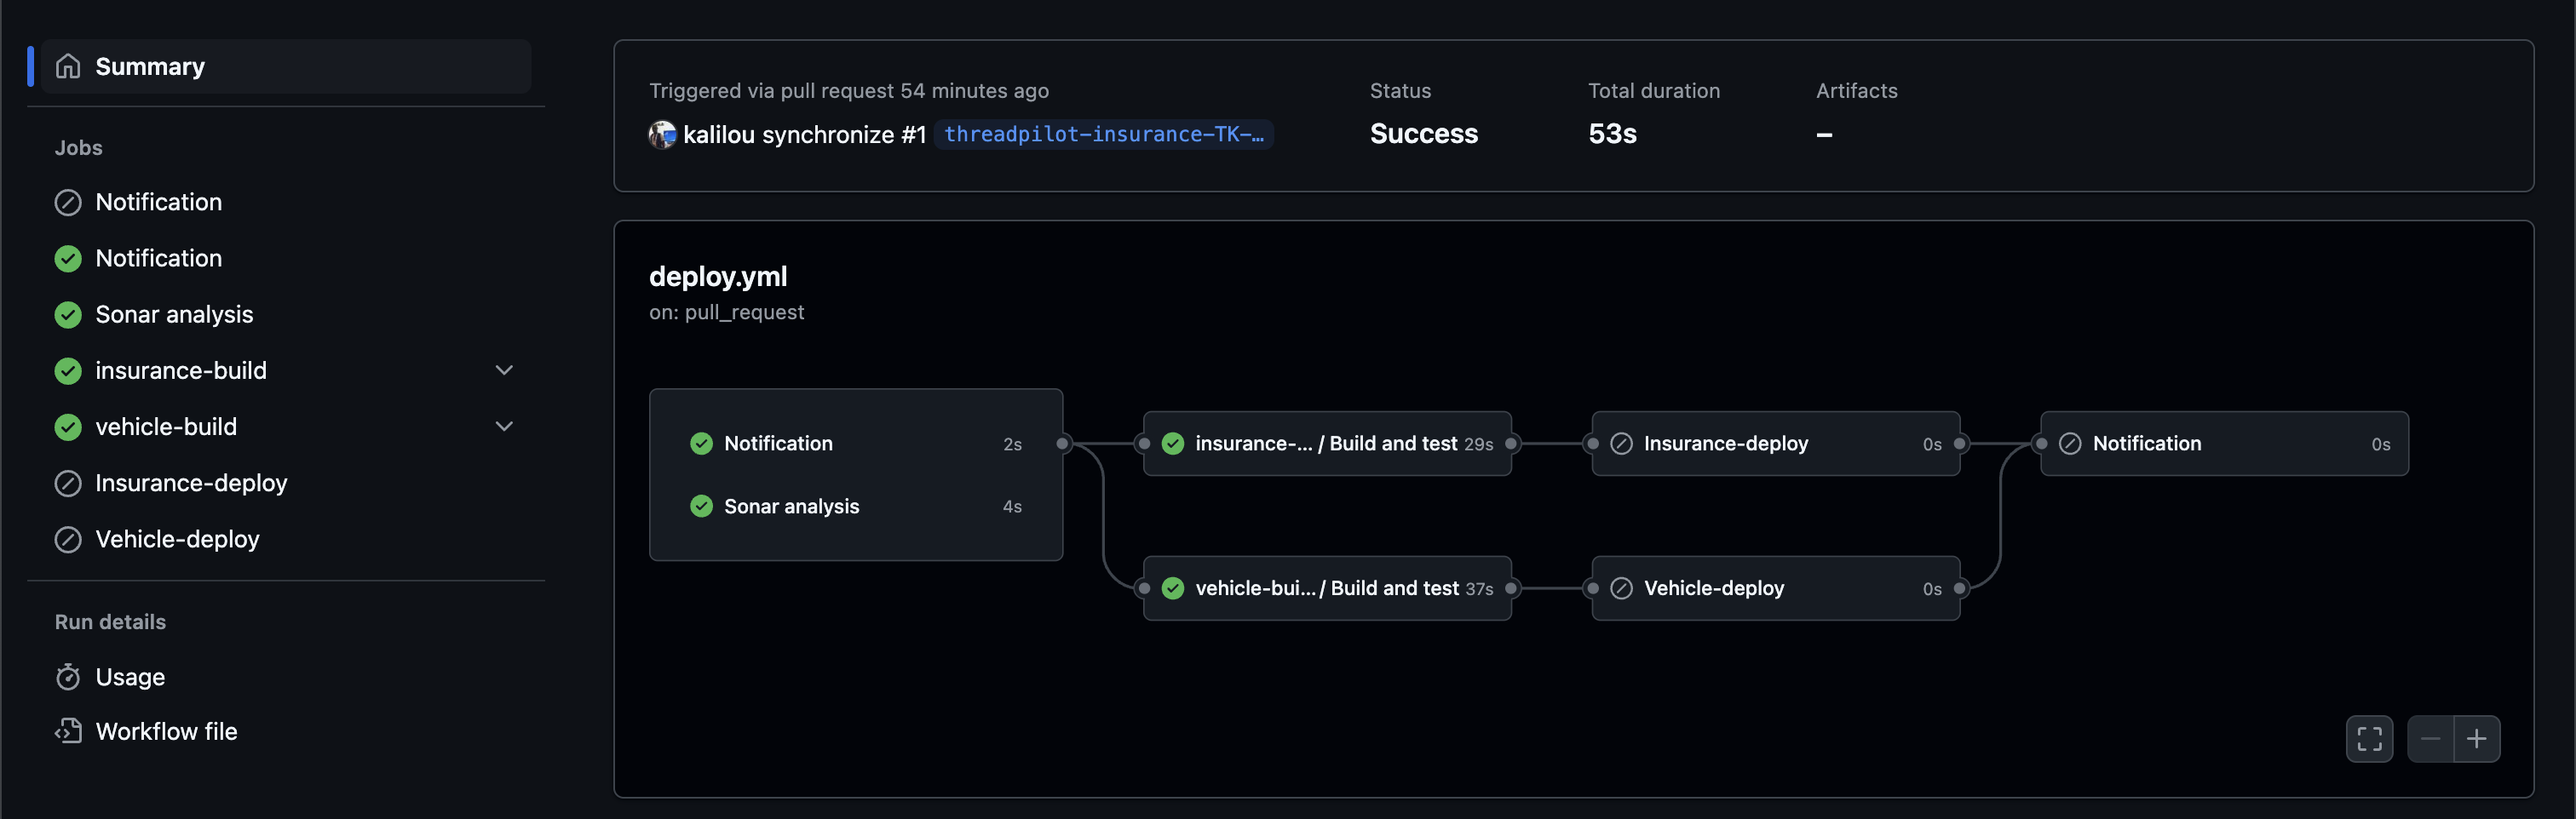 Summary
Jobs
Notification
Notification
Sonar analysis
insurance-build
vehicle-build
Insurance-deploy
Vehicle-deploy
Run details
Usage
Workflow file
Triggered via pull request 54 minutes ago
kalilou synchronize #1 threadpilot-insurance-TK-…
Status
Success
Total duration
53s
Artifacts
–
deploy.yml
on: pull_request
Notification 2s
Sonar analysis 4s
insurance-... / Build and test 29s
vehicle-bui... / Build and test 37s
Insurance-deploy 0s
Vehicle-deploy 0s
Notification 0s